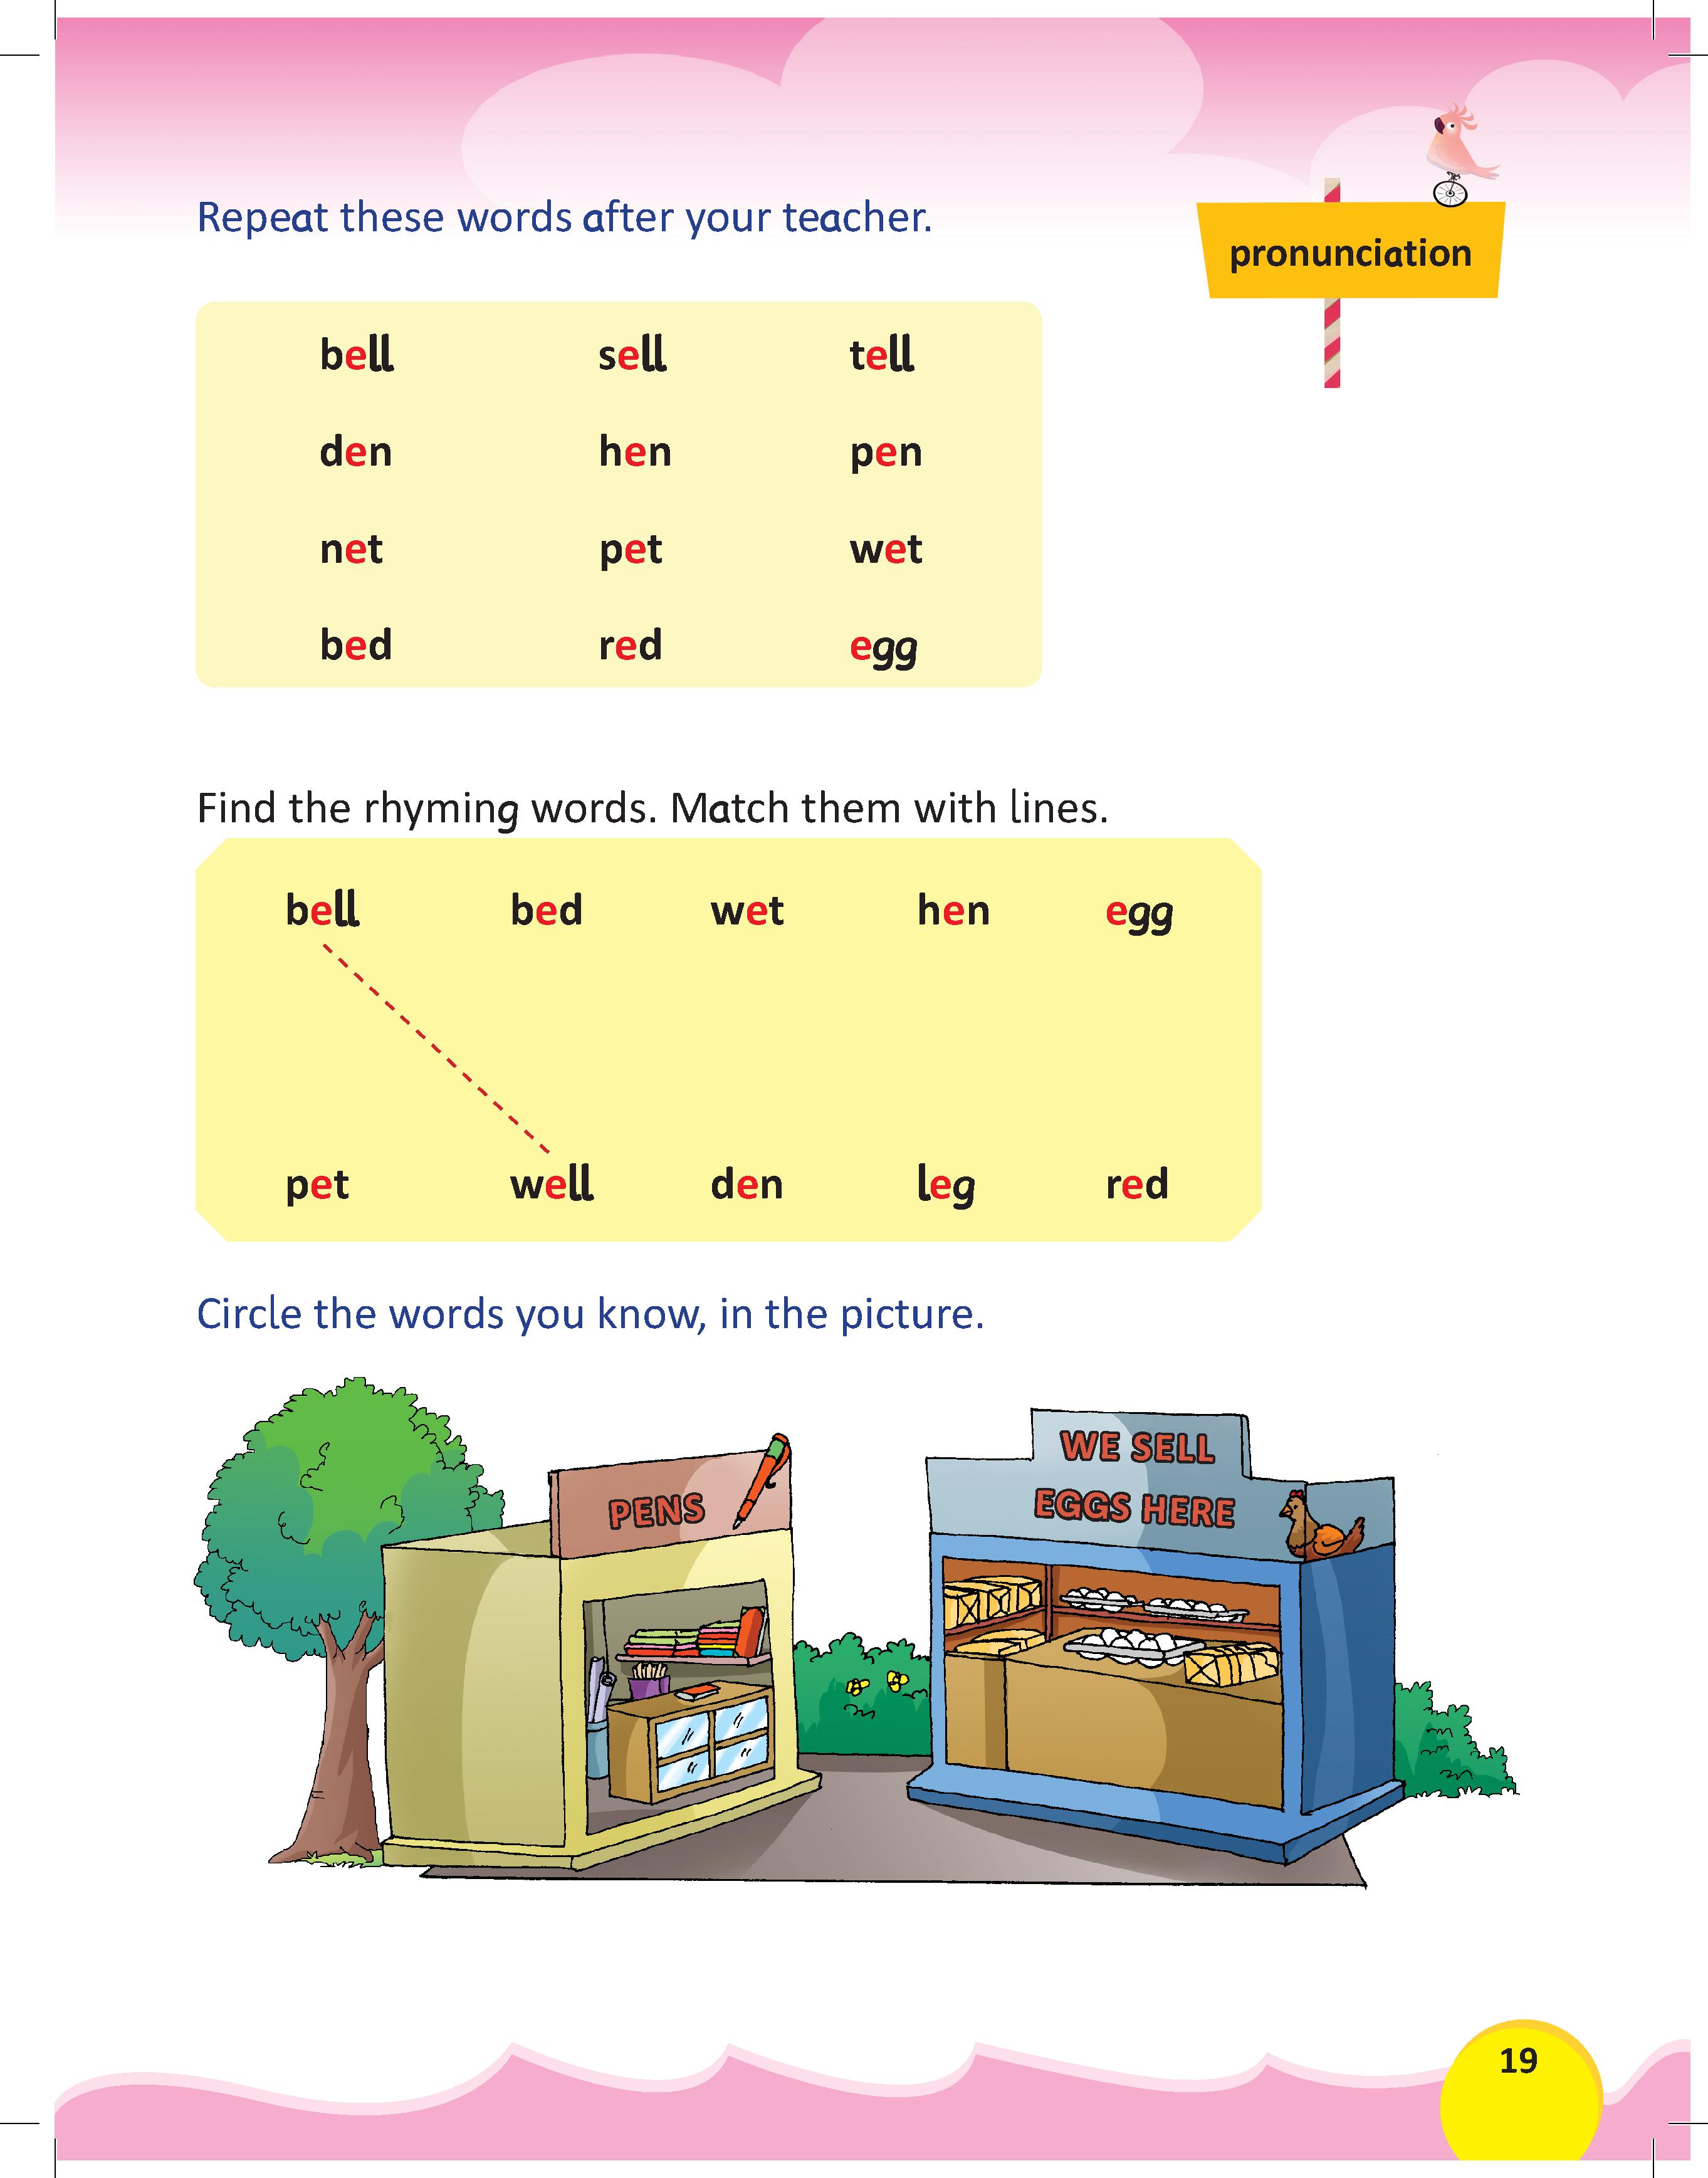 Repeat these words after your teacher.
pronunciation
bell sell tell
den hen pen
net pet wet
bed red egg
Find the rhyming words. Match them with lines.
bell bed wet hen egg
pet well den leg red
Circle the words you know, in the picture.
PENS
WE SELL
EGGS HERE
19